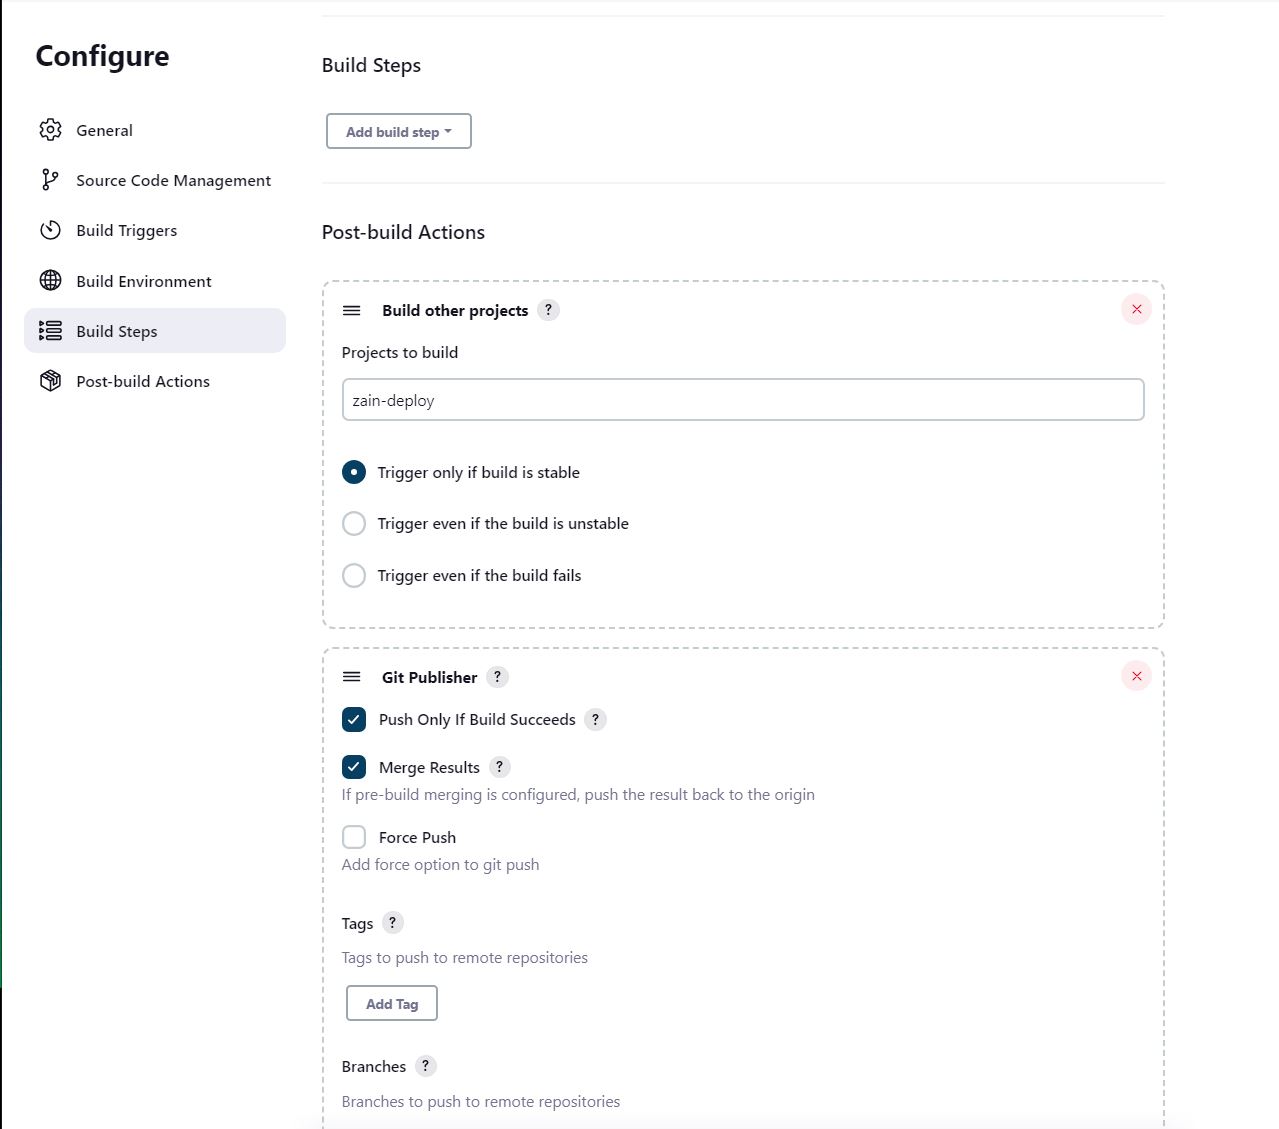 Configure
General
Source Code Management
Build Triggers
Build Environment
Build Steps
Post-build Actions
Build Steps
Add build step
Post-build Actions
Build other projects ?
Projects to build
zain-deploy
Trigger only if build is stable
Trigger even if the build is unstable
Trigger even if the build fails
Git Publisher ?
Push Only If Build Succeeds ?
Merge Results ?
If pre-build merging is configured, push the result back to the origin
Force Push
Add force option to git push
Tags ?
Tags to push to remote repositories
Add Tag
Branches ?
Branches to push to remote repositories